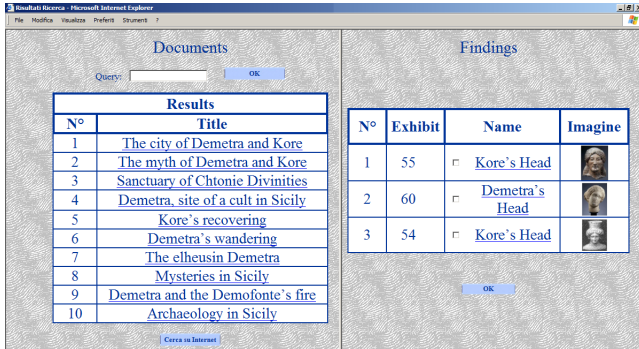 Risultati Ricerca - Microsoft Internet Explorer
File Modifica Visualizza Preferiti Strumenti ?
Documents
Query: OK
Results
N° Title
1 The city of Demetra and Kore
2 The myth of Demetra and Kore
3 Sanctuary of Chtonie Divinities
4 Demetra, site of a cult in Sicily
5 Kore's recovering
6 Demetra's wandering
7 The elheusin Demetra
8 Mysteries in Sicily
9 Demetra and the Demofonte's fire
10 Archaeology in Sicily
Cerca su Internet
Findings
N° Exhibit Name Imagine
1 55 Kore's Head
2 60 Demetra's
Head
3 54 Kore's Head
OK